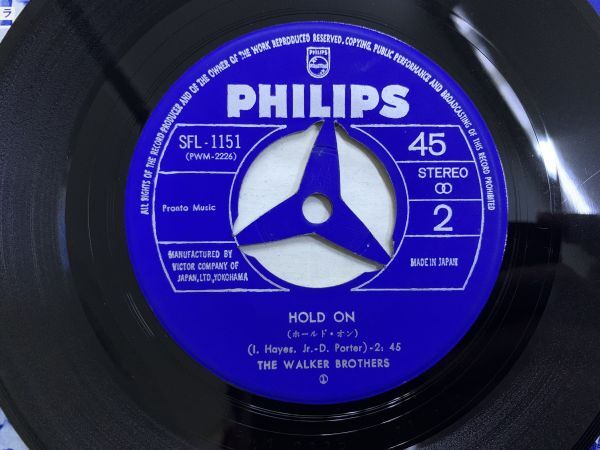 ラ
ALL RIGHTS OF THE RECORD PRODUCER AND OF THE OWNER OF THE WORK REPRODUCED RESERVED. COPYING, PUBLIC PERFORMANCE AND BROADCASTING OF THIS RECORD PROHIBITED
PHILIPS
PHILIPS
SFL-1151
(PWM-2226)
45
STEREO
2
Pronto Music
MANUFACTURED BY
VICTOR COMPANY OF
JAPAN, LTD., YOKOHAMA
MADE IN JAPAN
HOLD ON
(ホールド・オン)
(I. Hayes, Jr.-D. Porter)-2: 45
THE WALKER BROTHERS